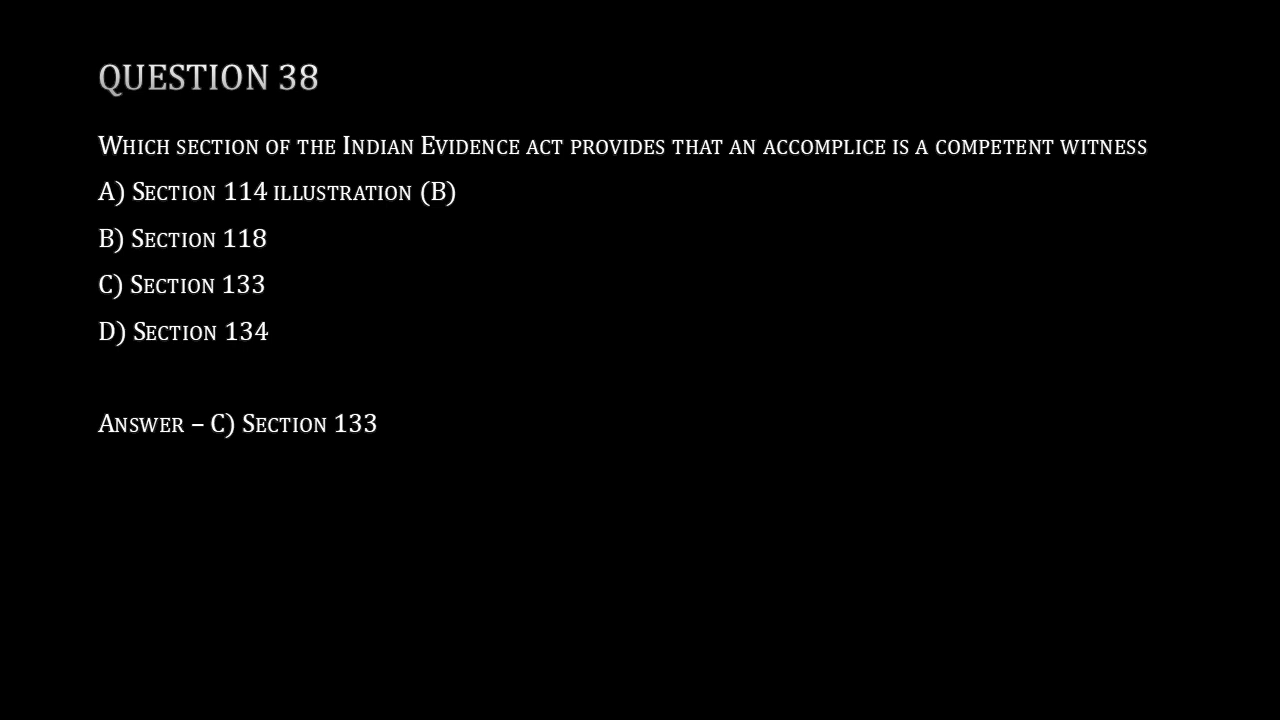 QUESTION 38
Which section of the Indian Evidence act provides that an accomplice is a competent witness
A) Section 114 illustration (B)
B) Section 118
C) Section 133
D) Section 134
Answer – C) Section 133